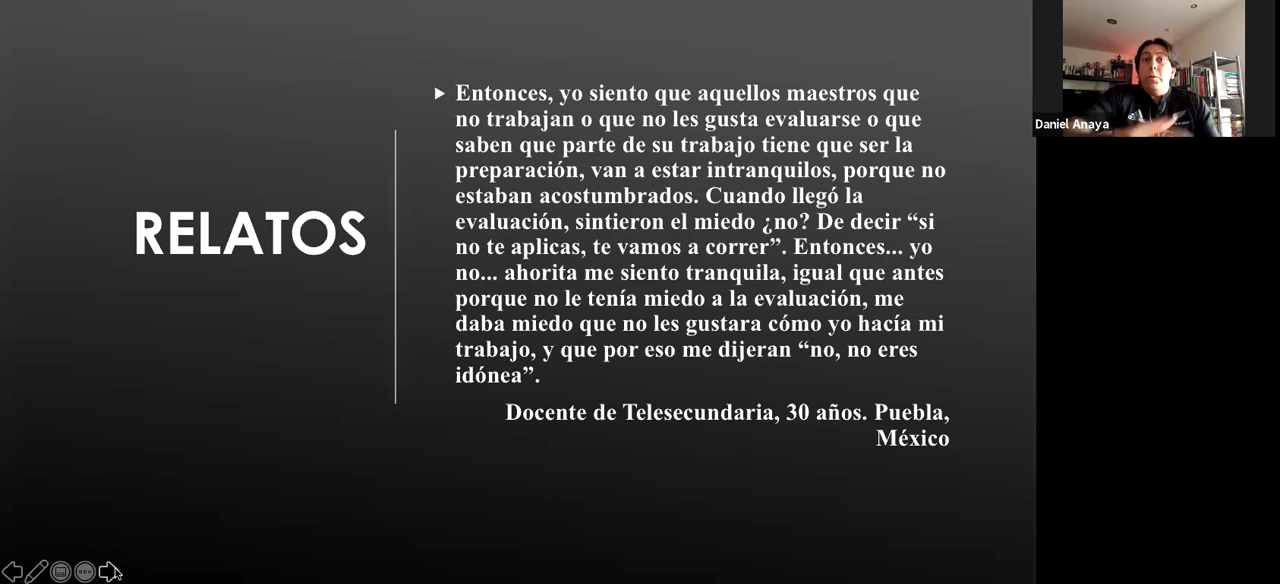 RELATOS
Entonces, yo siento que aquellos maestros que
no trabajan o que no les gusta evaluarse o que
saben que parte de su trabajo tiene que ser la
preparación, van a estar intranquilos, porque no
estaban acostumbrados. Cuando llegó la
evaluación, sintieron el miedo ¿no? De decir “si
no te aplicas, te vamos a correr”. Entonces... yo
no... ahorita me siento tranquila, igual que antes
porque no le tenía miedo a la evaluación, me
daba miedo que no les gustara cómo yo hacía mi
trabajo, y que por eso me dijeran “no, no eres
idónea”.
Docente de Telesecundaria, 30 años. Puebla,
México
Daniel Anaya